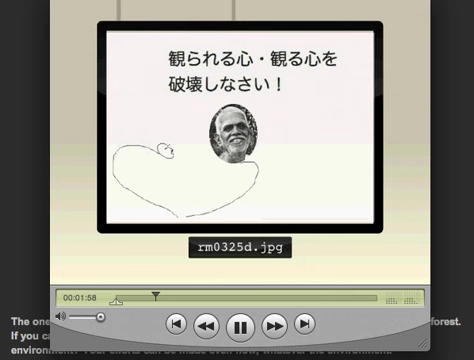 観られる心・観る心を
破壊しなさい！
rm0325d.jpg
00:01:58
The one
forest.
If you ca